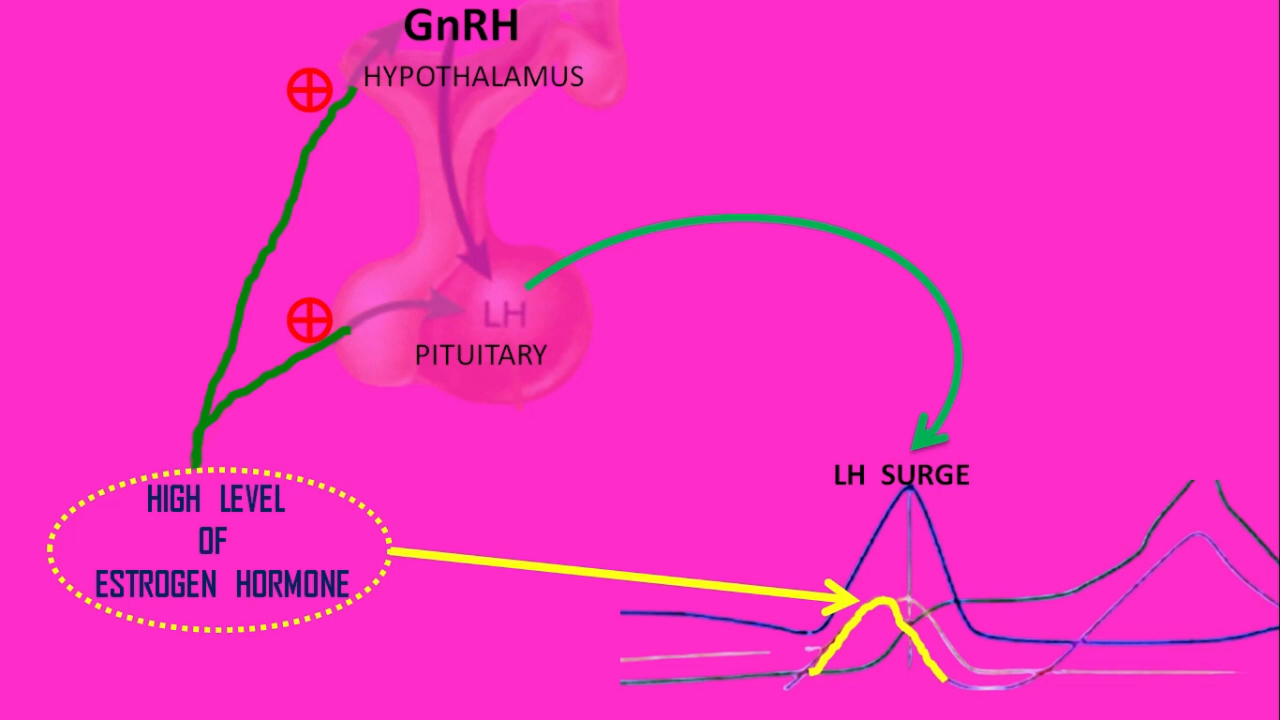 GnRH
HYPOTHALAMUS
LH
PITUITARY
LH SURGE
HIGH LEVEL
OF
ESTROGEN HORMONE